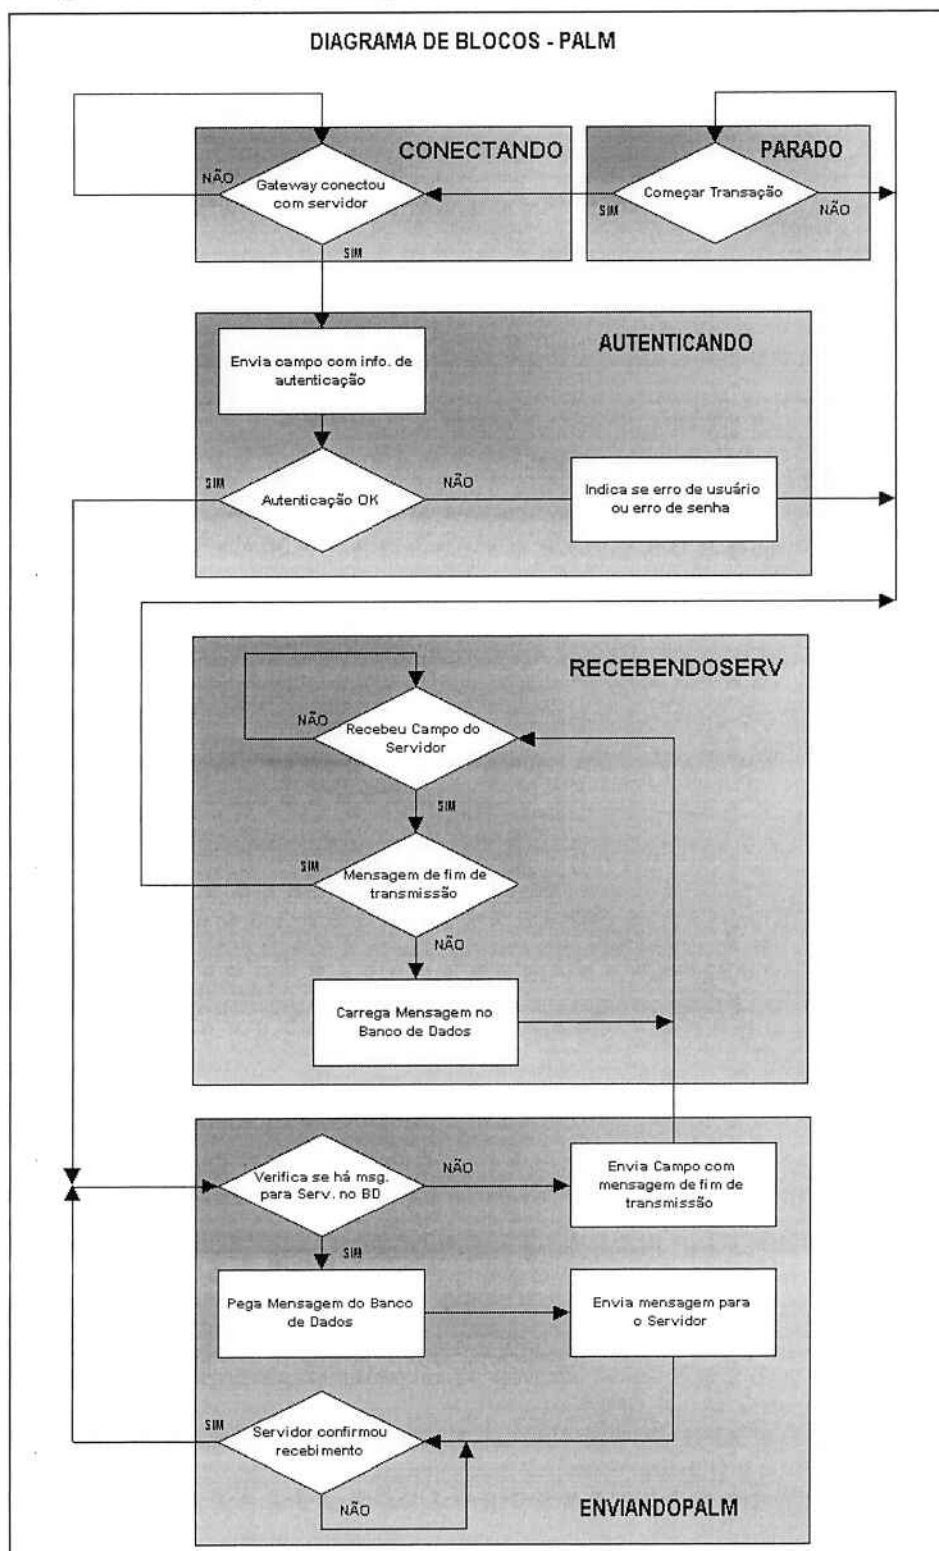 DIAGRAMA DE BLOCOS - PALM
CONECTANDO
PARADO
NÃO
Gateway conectou
com servidor
SIM
Começar Transação
SIM
NÃO
AUTENTICANDO
Envia campo com info. de
autenticação
SIM
Autenticação OK
NÃO
Indica se erro de usuário
ou erro de senha
RECEBENDOSERV
NÃO
Recebeu Campo do
Servidor
SIM
SIM
Mensagem de fim de
transmissão
NÃO
Carrega Mensagem no
Banco de Dados
Verifica se há msg.
para Serv. no BD
NÃO
Envia Campo com
mensagem de fim de
transmissão
SIM
Pega Mensagem do Banco
de Dados
Envia mensagem para
o Servidor
SIM
Servidor confirmou
recebimento
NÃO
ENVIANDOPALM